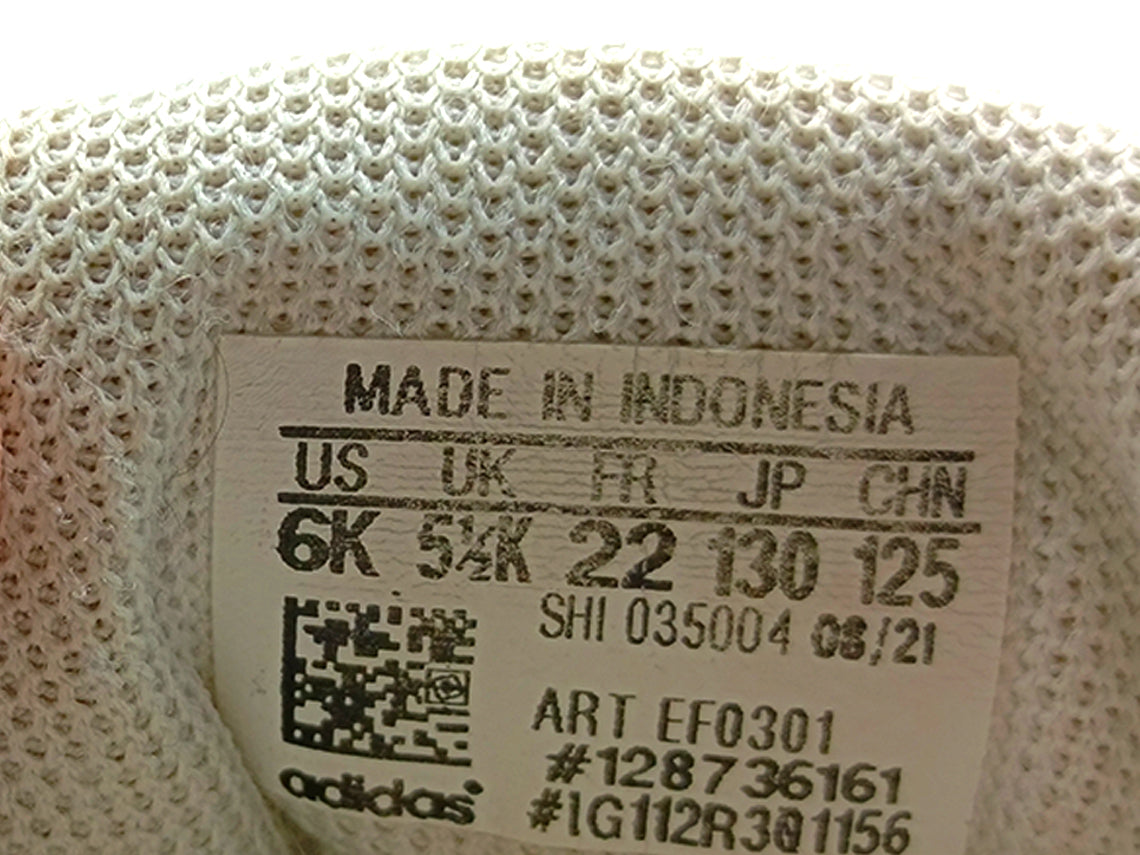 MADE IN INDONESIA
US UK FR JP CHN
6K 5½K 22 130 125
SHI 035004 08/21
ART EF0301
#128736161
adidas
#IG112R301156